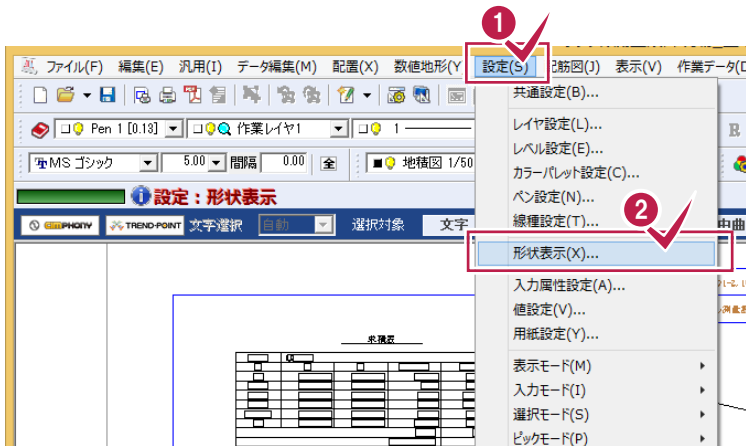 1
ファイル(F) 編集(E) 汎用(I) データ編集(M) 配置(X) 数値地形(Y 設定(S) 配筋図(J) 表示(V) 作業データ(D
共通設定(B)...
Pen 1 [0.13] 作業レイヤ1 1
レイヤ設定(L)...
レベル設定(E)...
MS ゴシック 5.00 間隔 0.00 全 地積図 1/50
カラーパレット設定(C)...
設定：形状表示
ペン設定(N)...
2
GIMPHONY TREND-POINT 文字選択 自動 選択対象 文字
線種設定(T)...
中曲
形状表示(X)...
入力属性設定(A)...
値設定(V)...
用紙設定(Y)...
求積表
表示モード(M)
入力モード(I)
選択モード(S)
ピックモード(P)